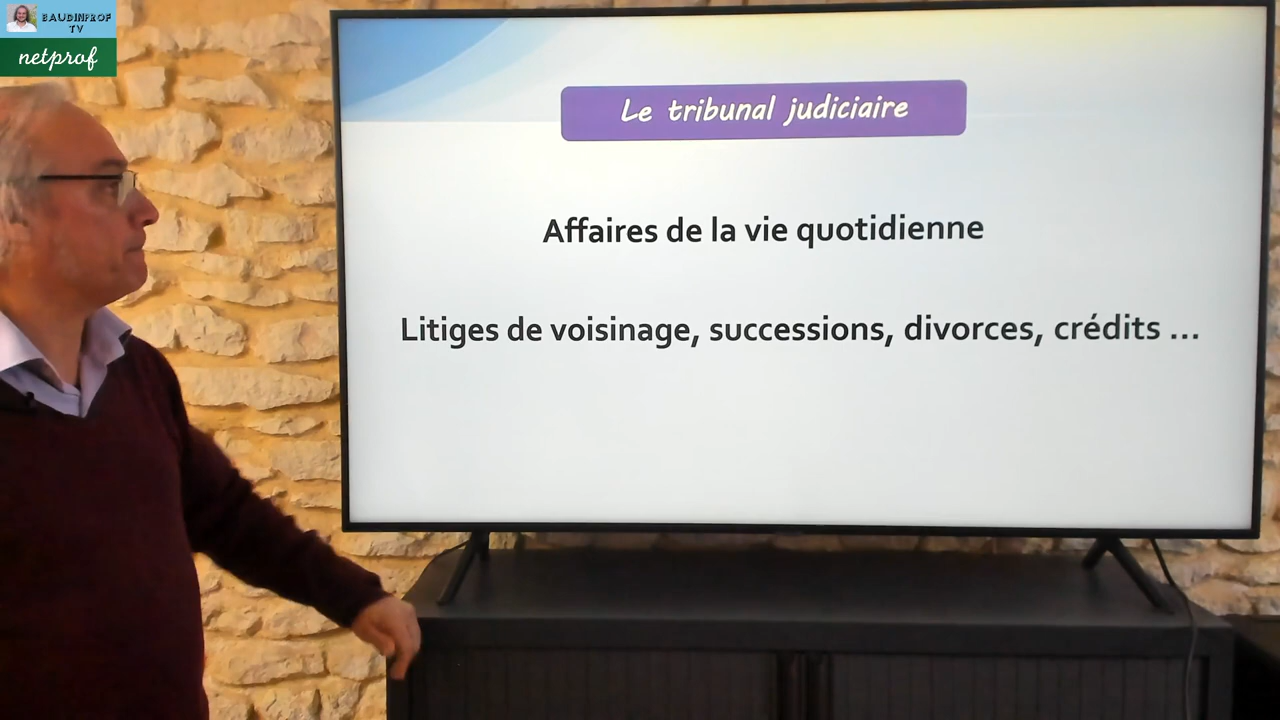 BAUDINPROF
TV
netprof
Le tribunal judiciaire
Affaires de la vie quotidienne
Litiges de voisinage, successions, divorces, crédits ...